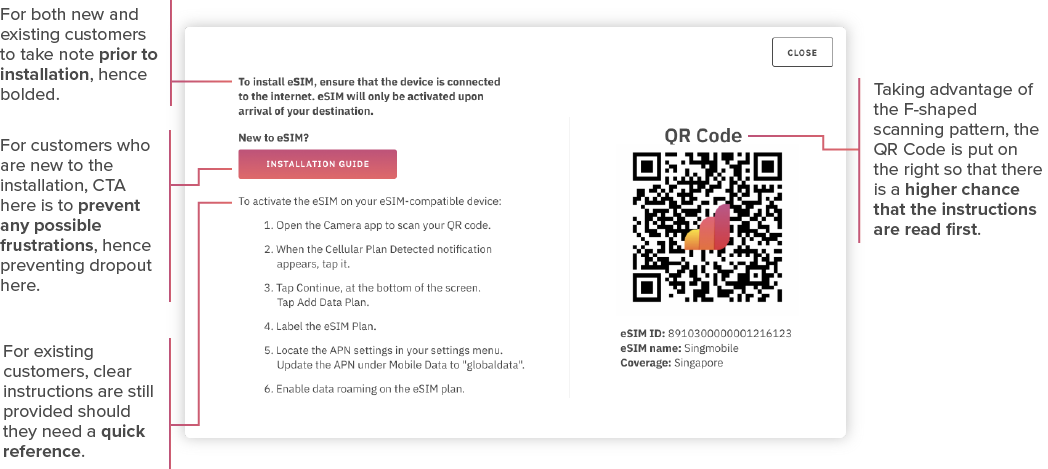 For both new and
existing customers
to take note prior to
installation, hence
bolded.
For customers who
are new to the
installation, CTA
here is to prevent
any possible
frustrations, hence
preventing dropout
here.
For existing
customers, clear
instructions are still
provided should
they need a quick
reference.
CLOSE
To install eSIM, ensure that the device is connected
to the internet. eSIM will only be activated upon
arrival of your destination.
New to eSIM?
INSTALLATION GUIDE
To activate the eSIM on your eSIM-compatible device:
1. Open the Camera app to scan your QR code.
2. When the Cellular Plan Detected notification
appears, tap it.
3. Tap Continue, at the bottom of the screen.
Tap Add Data Plan.
4. Label the eSIM Plan.
5. Locate the APN settings in your settings menu.
Update the APN under Mobile Data to "globaldata".
6. Enable data roaming on the eSIM plan.
QR Code
eSIM ID: 8910300000001216123
eSIM name: Singmobile
Coverage: Singapore
Taking advantage of
the F-shaped
scanning pattern, the
QR Code is put on
the right so that there
is a higher chance
that the instructions
are read first.